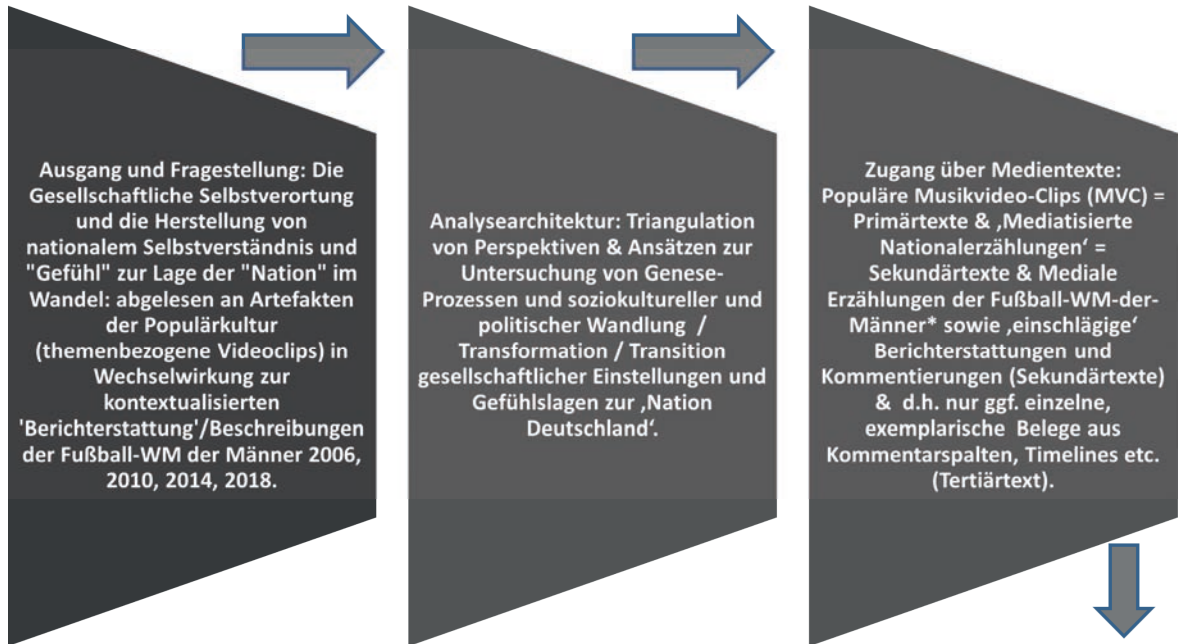 Ausgang und Fragestellung: Die
Gesellschaftliche Selbstverortung
und die Herstellung von
nationalem Selbstverständnis und
"Gefühl" zur Lage der "Nation" im
Wandel: abgelesen an Artefakten
der Populärkultur
(themenbezogene Videoclips) in
Wechselwirkung zur
kontextualisierten
'Berichterstattung'/Beschreibungen
der Fußball-WM der Männer 2006,
2010, 2014, 2018.
Analysearchitektur: Triangulation
von Perspektiven & Ansätzen zur
Untersuchung von Genese-
Prozessen und soziokultureller und
politischer Wandlung /
Transformation / Transition
gesellschaftlicher Einstellungen und
Gefühlslagen zur ‚Nation
Deutschland‘.
Zugang über Medientexte:
Populäre Musikvideo-Clips (MVC) =
Primärtexte & ‚Mediatisierte
Nationalerzählungen‘ =
Sekundärtexte & Mediale
Erzählungen der Fußball-WM-der-
Männer* sowie ‚einschlägige‘
Berichterstattungen und
Kommentierungen (Sekundärtexte)
& d.h. nur ggf. einzelne,
exemplarische Belege aus
Kommentarspalten, Timelines etc.
(Tertiärtext).